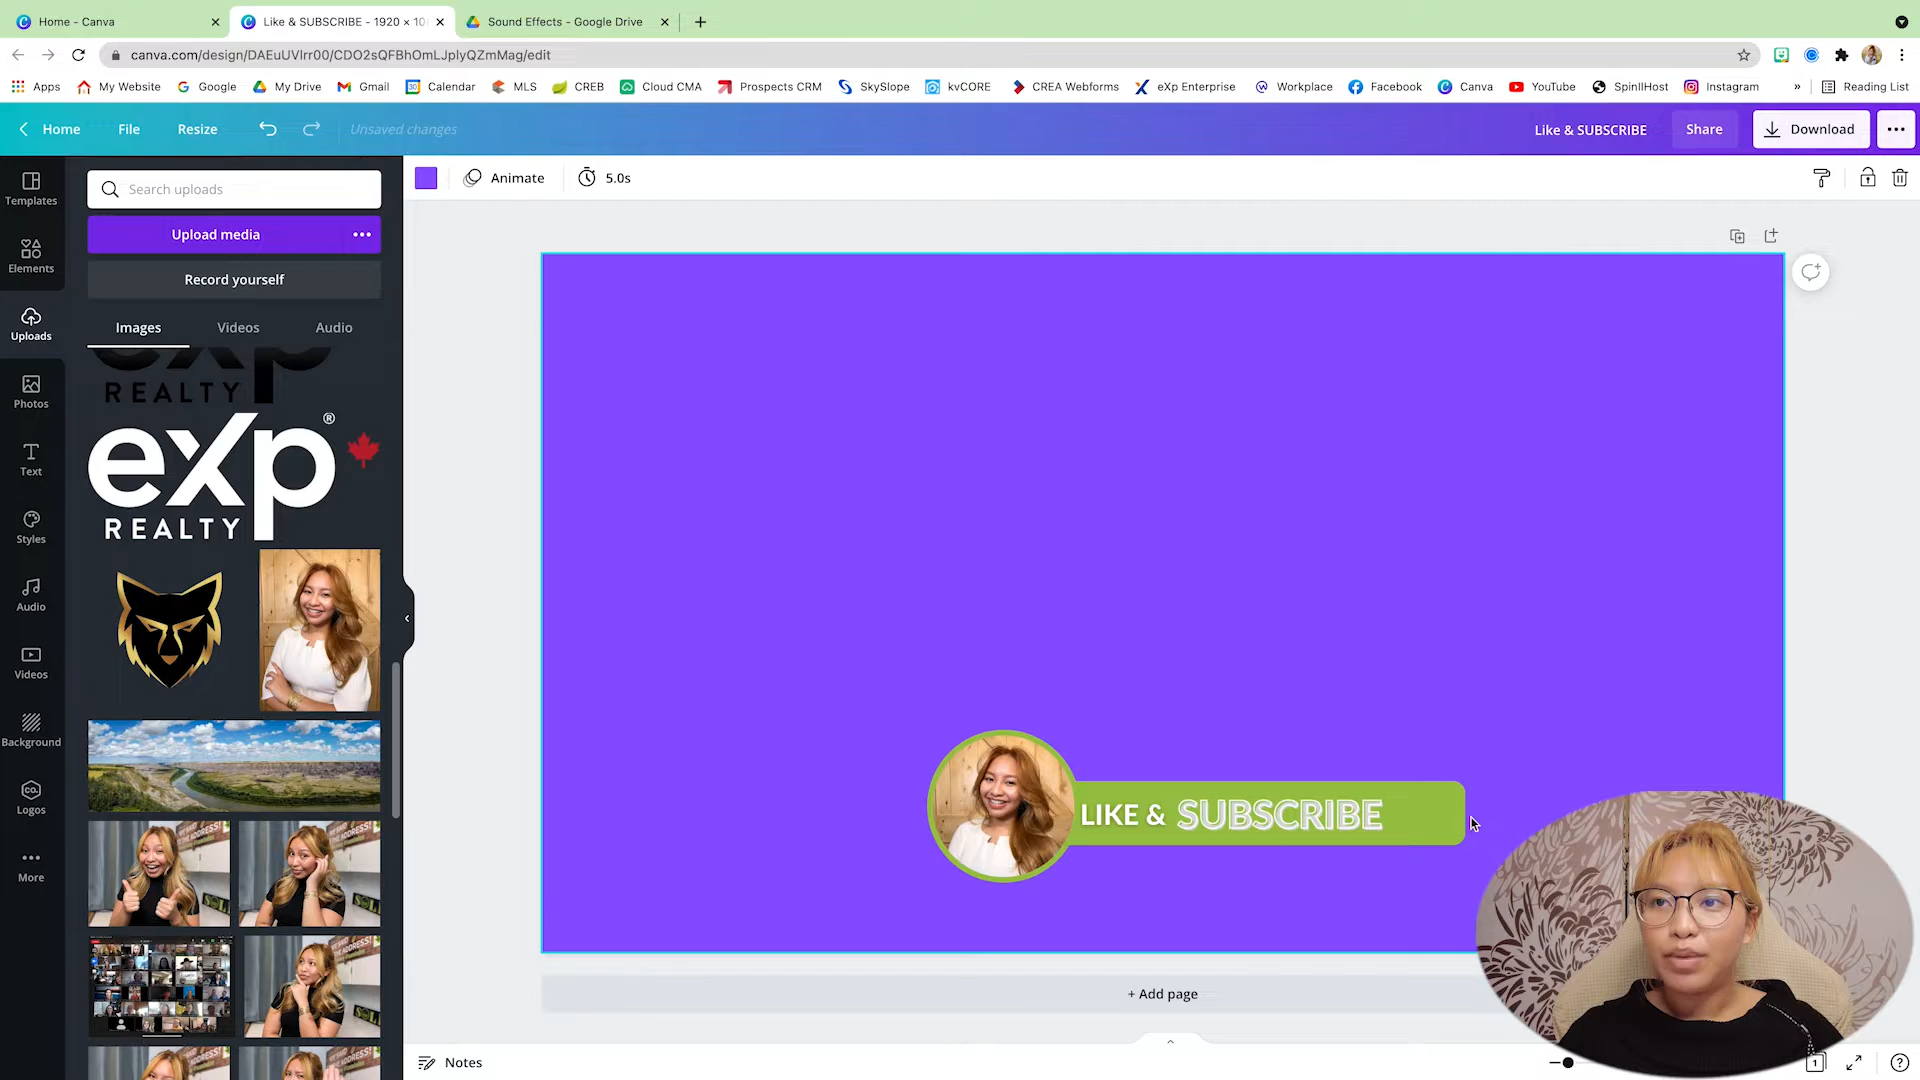 Home - Canva
Like & SUBSCRIBE - 1920 × 10
Sound Effects - Google Drive
canva.com/design/DAEuUVlrr00/CDO2sQFBhOmLJplyQZmMag/edit
Apps
My Website
Google
My Drive
Gmail
Calendar
MLS
CREB
Cloud CMA
Prospects CRM
SkySlope
kvCORE
CREA Webforms
eXp Enterprise
Workplace
Facebook
Canva
YouTube
SpinllHost
Instagram
»
Reading List
Home
File
Resize
Unsaved changes
Like & SUBSCRIBE
Share
Download
Templates
Elements
Uploads
Photos
Text
Styles
Audio
Videos
Background
Logos
More
Search uploads
Upload media
Record yourself
Images
Videos
Audio
REALTY
eXp ®
REALTY
Animate
5.0s
LIKE & SUBSCRIBE
+ Add page
Notes
1